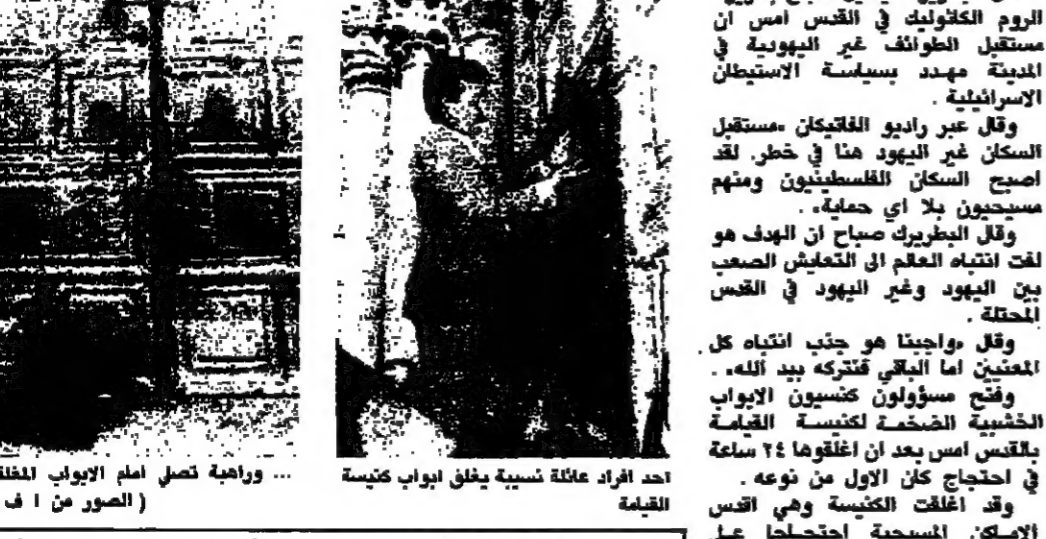 الروم الكاثوليك في القدس امس ان
مستقبل الطوائف غير اليهودية في
المدينة مهدد بسياسة الاستيطان
الاسرائيلية .
وقال عبر راديو الفاتيكان «مستقبل
السكان غير اليهود هنا في خطر. لقد
اصبح السكان الفلسطينيون ومنهم
مسيحيون بلا اي حماية» .
وقال البطريرك صباح ان الهدف هو
لفت انتباه العالم الى التعايش الصعب
بين اليهود وغير اليهود في القدس
المحتلة .
وقال «واجبنا هو جذب انتباه كل
المعنيين اما الباقي فنتركه بيد الله» .
وفتح مسؤولون كنسيون الابواب
الخشبية الضخمة لكنيسة القيامة
بالقدس امس بعد ان اغلقوها ٢٤ ساعة
في احتجاج كان الاول من نوعه .
وقد اغلقت الكنيسة وهي اقدس
الاماكن المسيحية احتجاجا على
احد افراد عائلة نسيبة يغلق ابواب كنيسة
القيامة
... وراهبة تصلي امام الابواب
( الصور من ا ف